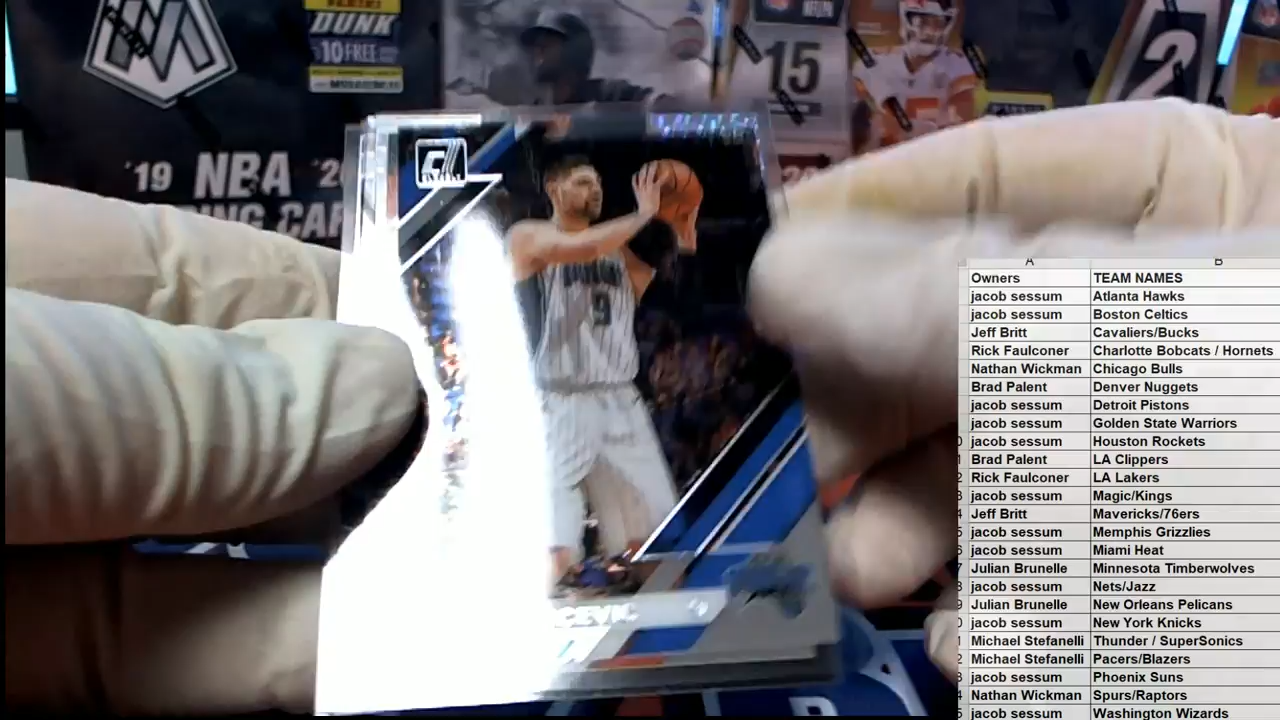 PANINI
DUNK
10 FREE
15
2
'19 NBA
9
CEVIC
A B
Owners TEAM NAMES
jacob sessum Atlanta Hawks
jacob sessum Boston Celtics
Jeff Britt Cavaliers/Bucks
Rick Faulconer Charlotte Bobcats / Hornets
Nathan Wickman Chicago Bulls
Brad Palent Denver Nuggets
jacob sessum Detroit Pistons
jacob sessum Golden State Warriors
jacob sessum Houston Rockets
Brad Palent LA Clippers
Rick Faulconer LA Lakers
jacob sessum Magic/Kings
Jeff Britt Mavericks/76ers
jacob sessum Memphis Grizzlies
jacob sessum Miami Heat
Julian Brunelle Minnesota Timberwolves
jacob sessum Nets/Jazz
Julian Brunelle New Orleans Pelicans
jacob sessum New York Knicks
Michael Stefanelli Thunder / SuperSonics
Michael Stefanelli Pacers/Blazers
jacob sessum Phoenix Suns
Nathan Wickman Spurs/Raptors
jacob sessum Washington Wizards